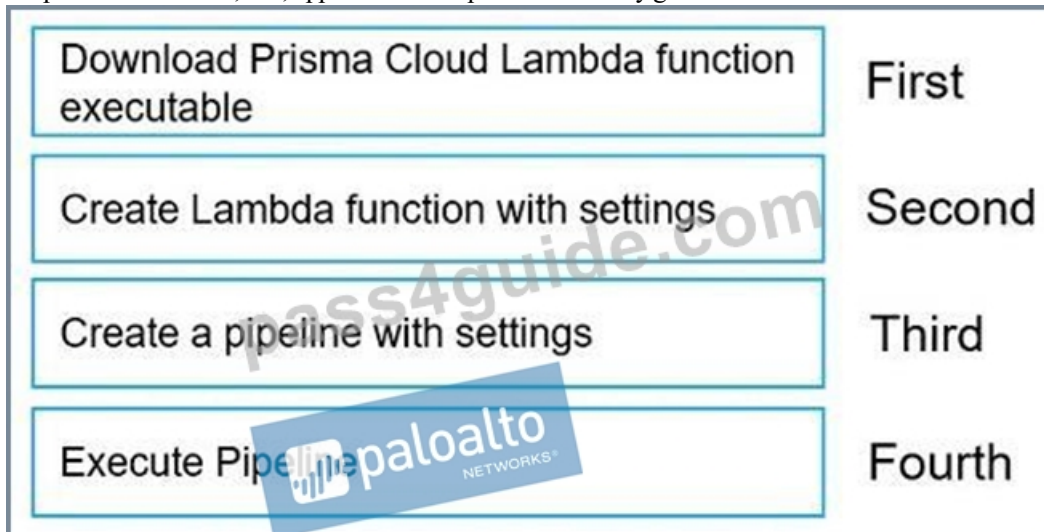 Download Prisma Cloud Lambda function
executable
First
Create Lambda function with settings
Second
pass4guide.com
Create a pipeline with settings
Third
Execute Pipeline
paloalto
NETWORKS®
Fourth